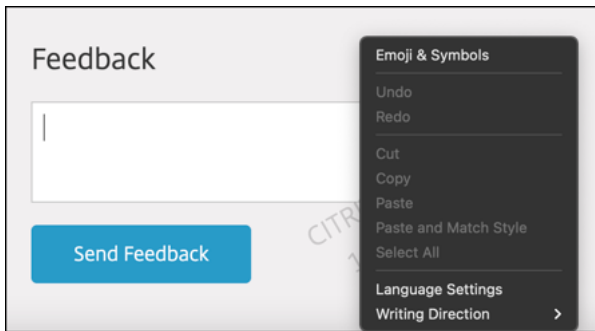 Feedback
Send Feedback
Emoji & Symbols
Undo
Redo
Cut
Copy
Paste
Paste and Match Style
Select All
Language Settings
Writing Direction